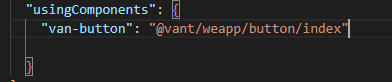 "usingComponents": {
"van-button": "@vant/weapp/button/index"
}